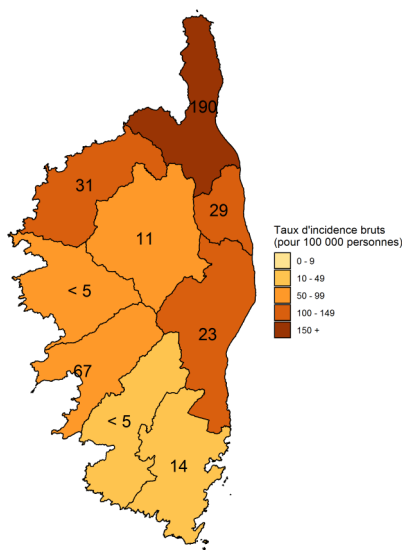 190
31
29
11
< 5
23
67
< 5
14
Taux d'incidence bruts
(pour 100 000 personnes)
0 - 9
10 - 49
50 - 99
100 - 149
150 +